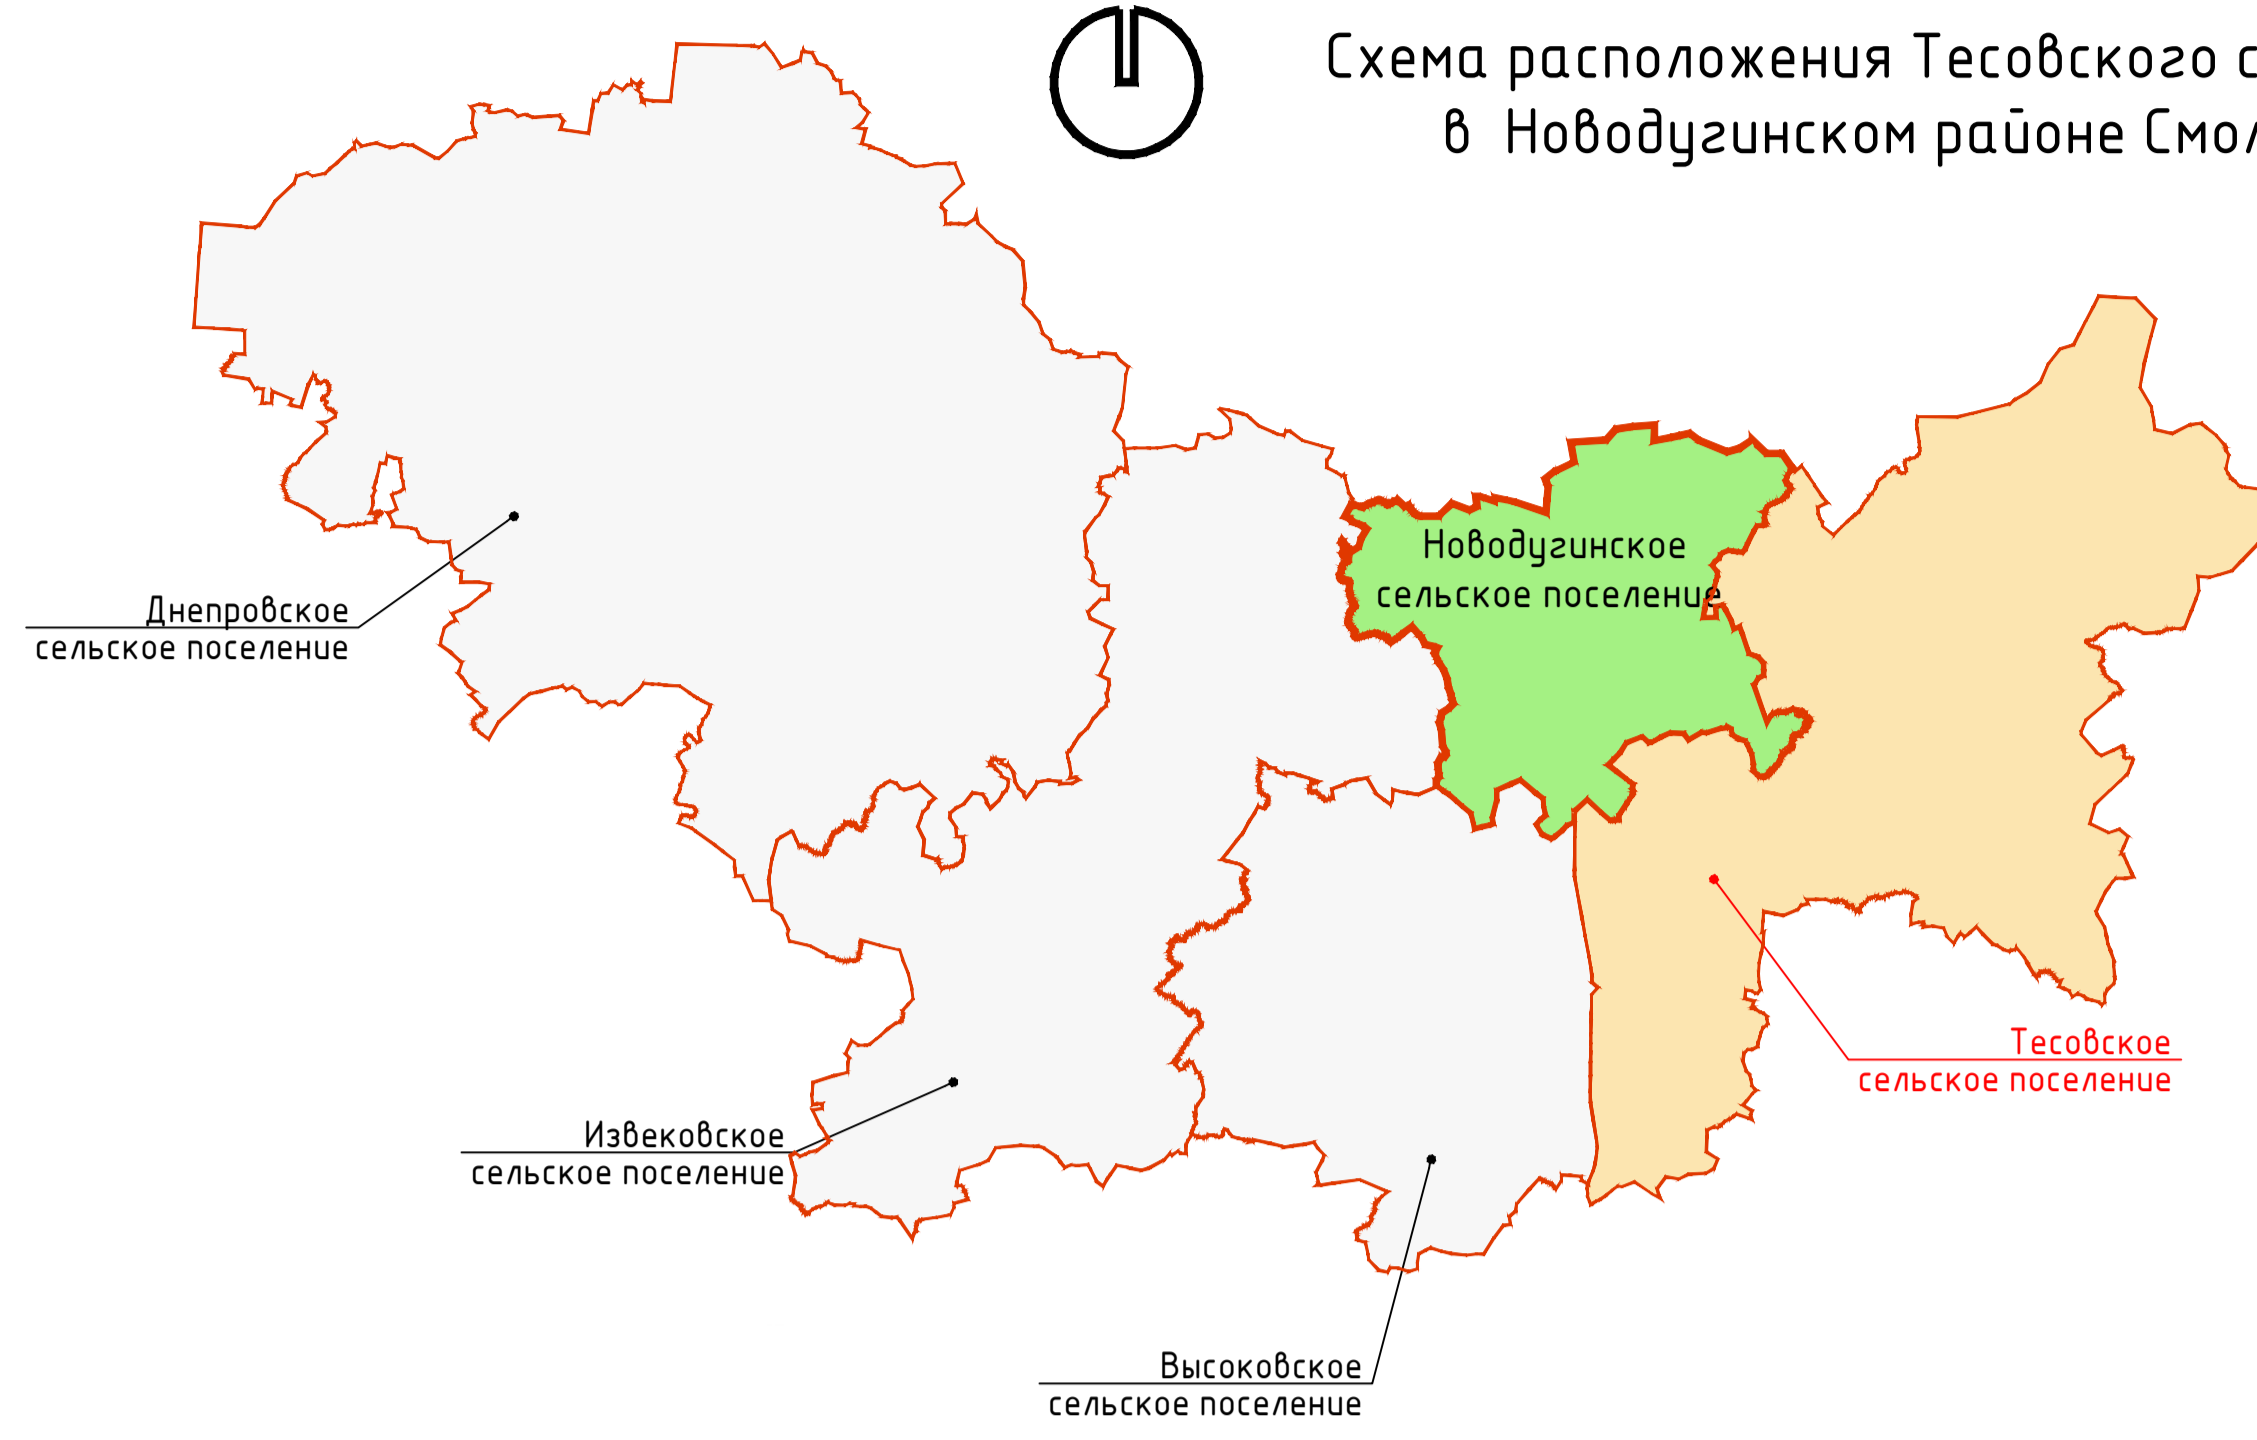 Схема расположения Тесовского с
в Новодугинском районе Смол
Новодугинское
сельское поселение
Днепровское
сельское поселение
Тесовское
сельское поселение
Извековское
сельское поселение
Высоковское
сельское поселение